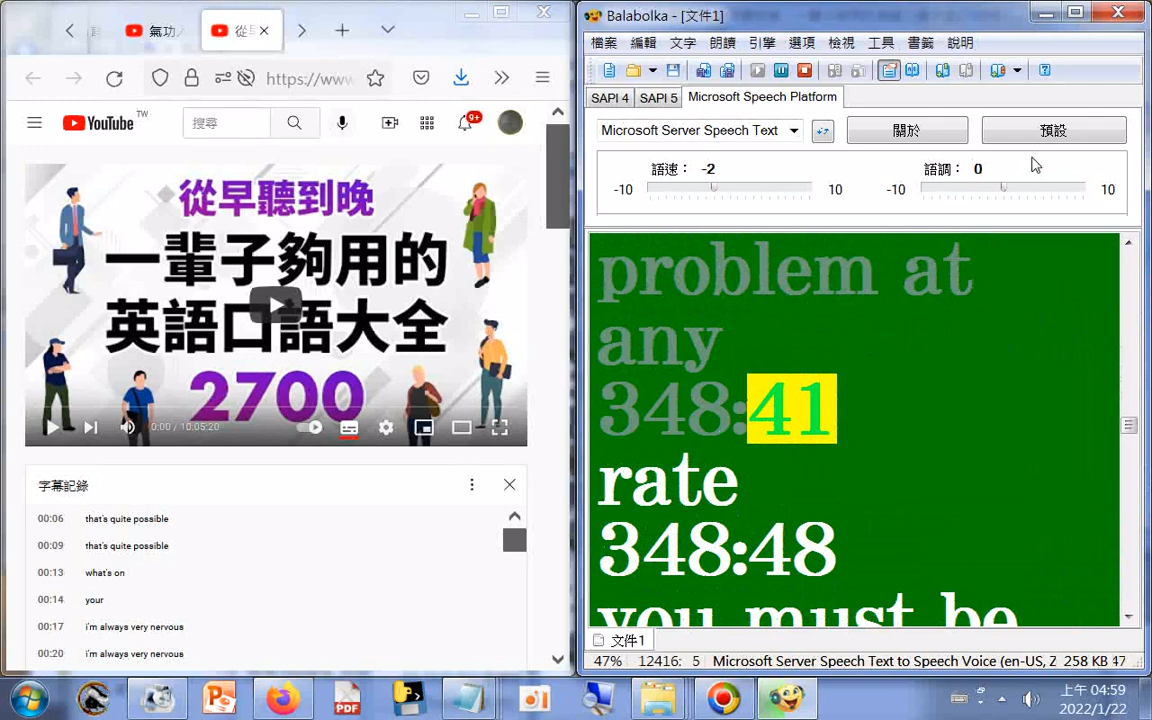 氣功
從早
https://www
YouTube TW
搜尋
9+
從早聽到晚
一輩子夠用的
英語口語大全
2700
0:00 / 10:05:20
字幕記錄
00:06 that's quite possible
00:09 that's quite possible
00:13 what's on
00:14 your
00:17 i'm always very nervous
00:20 i'm always very nervous
Balabolka - [文件1]
檔案 編輯 文字 朗讀 引擎 選項 檢視 工具 書籤 說明
SAPI 4 SAPI 5 Microsoft Speech Platform
Microsoft Server Speech Text 關於 預設
語速： -2 語調： 0
-10 10 -10 10
problem at
any
348:41
rate
348:48
you must be
文件1
47% 12416: 5 Microsoft Server Speech Text to Speech Voice (en-US, Z 258 KB 47
上午 04:59
2022/1/22